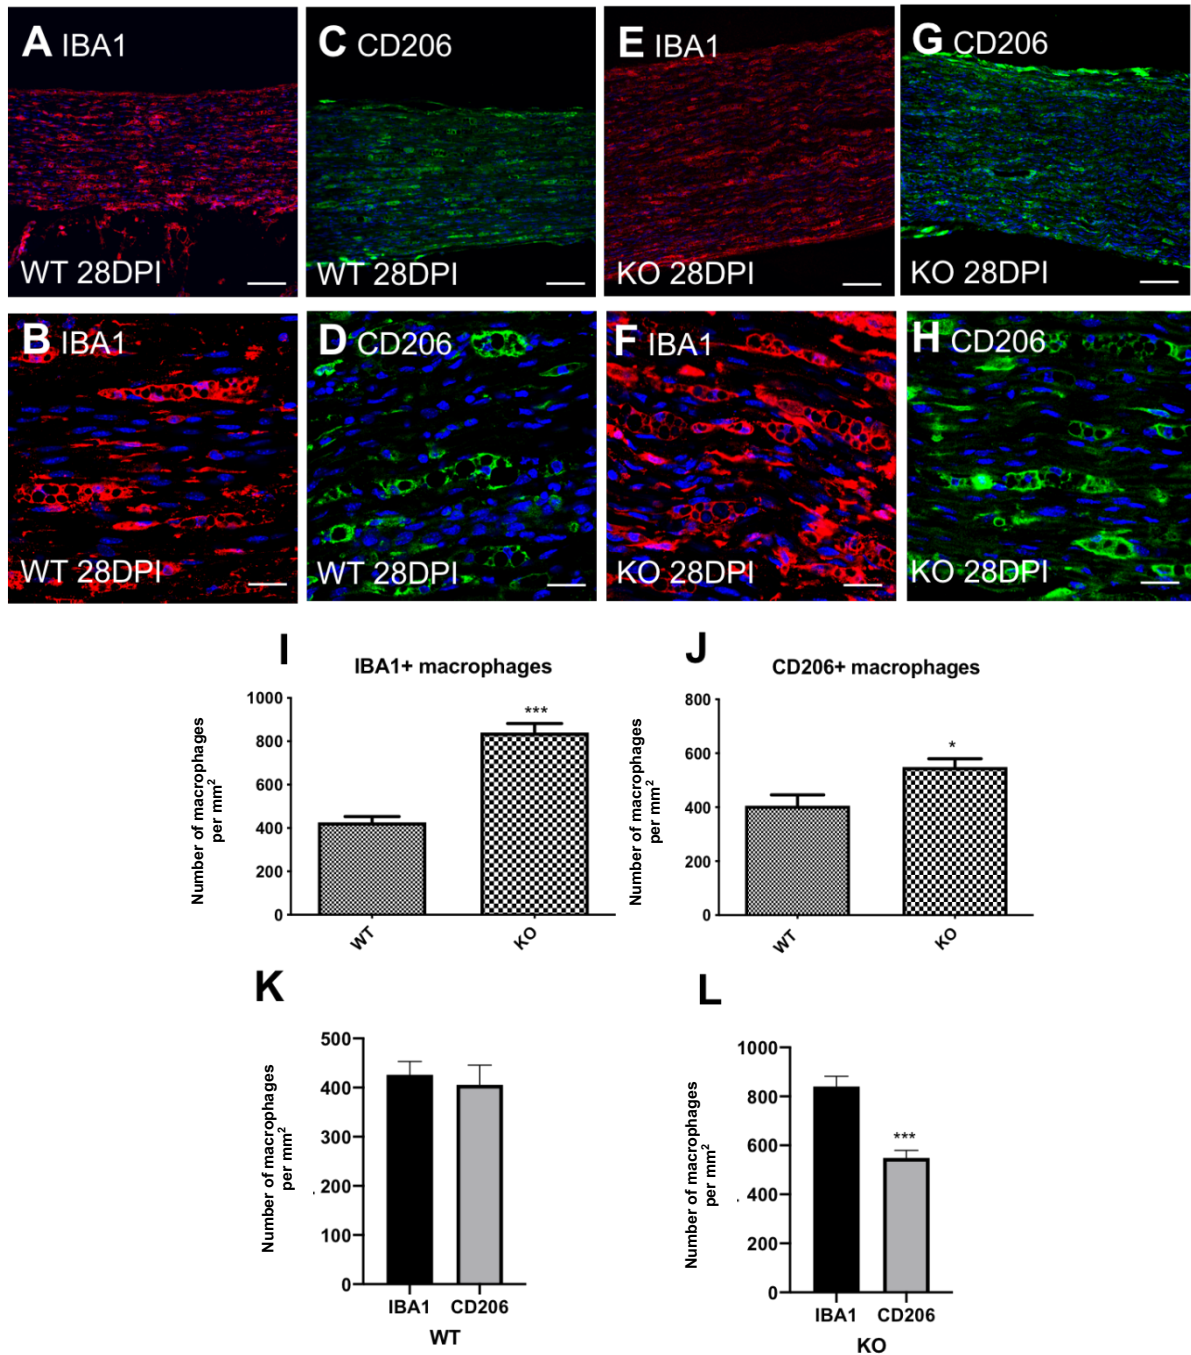 A IBA1
WT 28DPI
C CD206
WT 28DPI
E IBA1
KO 28DPI
G CD206
KO 28DPI
B IBA1
WT 28DPI
D CD206
WT 28DPI
F IBA1
KO 28DPI
H CD206
KO 28DPI
I
IBA1+ macrophages
Number of macrophages
per mm²
1000
800
600
400
200
0
***
WT
KO
J
CD206+ macrophages
Number of macrophages
per mm²
800
600
400
200
0
*
WT
KO
K
Number of macrophages
per mm²
500
400
300
200
100
0
IBA1
CD206
WT
L
Number of macrophages
per mm²
1000
800
600
400
200
0
***
IBA1
CD206
KO